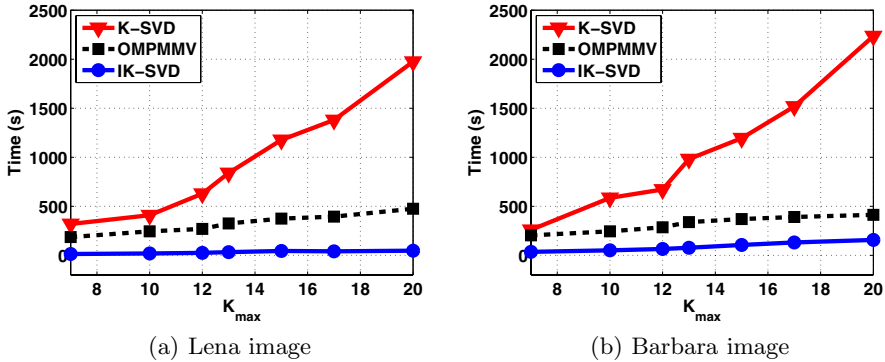 2500
2000
1500
1000
500
0
Time (s)
K-SVD
OMPMMV
IK-SVD
8 10 12 14 16 18 20
K_max
(a) Lena image
2500
2000
1500
1000
500
0
Time (s)
K-SVD
OMPMMV
IK-SVD
8 10 12 14 16 18 20
K_max
(b) Barbara image